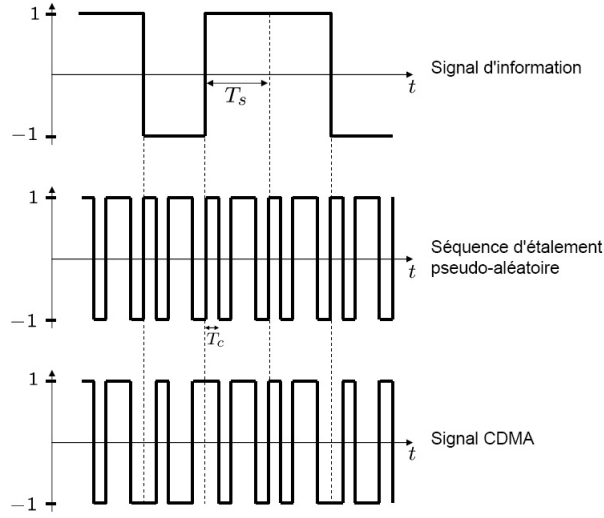 1
Signal d'information
T_s
t
−1
1
Séquence d'étalement
pseudo-aléatoire
t
−1
T_c
1
Signal CDMA
t
−1